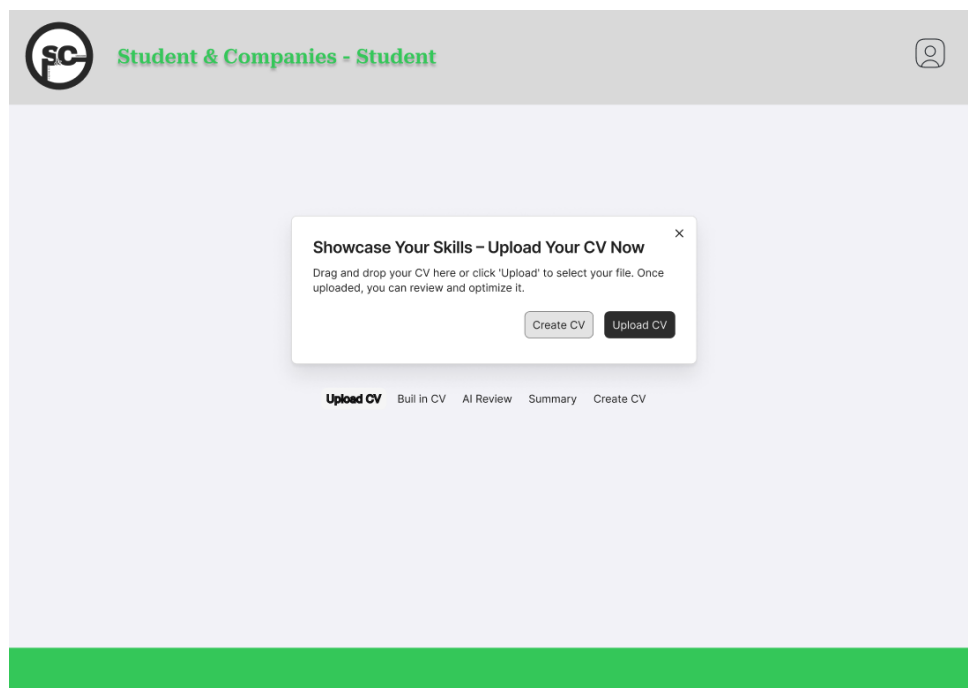 S&C
Student & Companies - Student
Showcase Your Skills – Upload Your CV Now
Drag and drop your CV here or click 'Upload' to select your file. Once
uploaded, you can review and optimize it.
Create CV Upload CV
Upload CV Buil in CV AI Review Summary Create CV